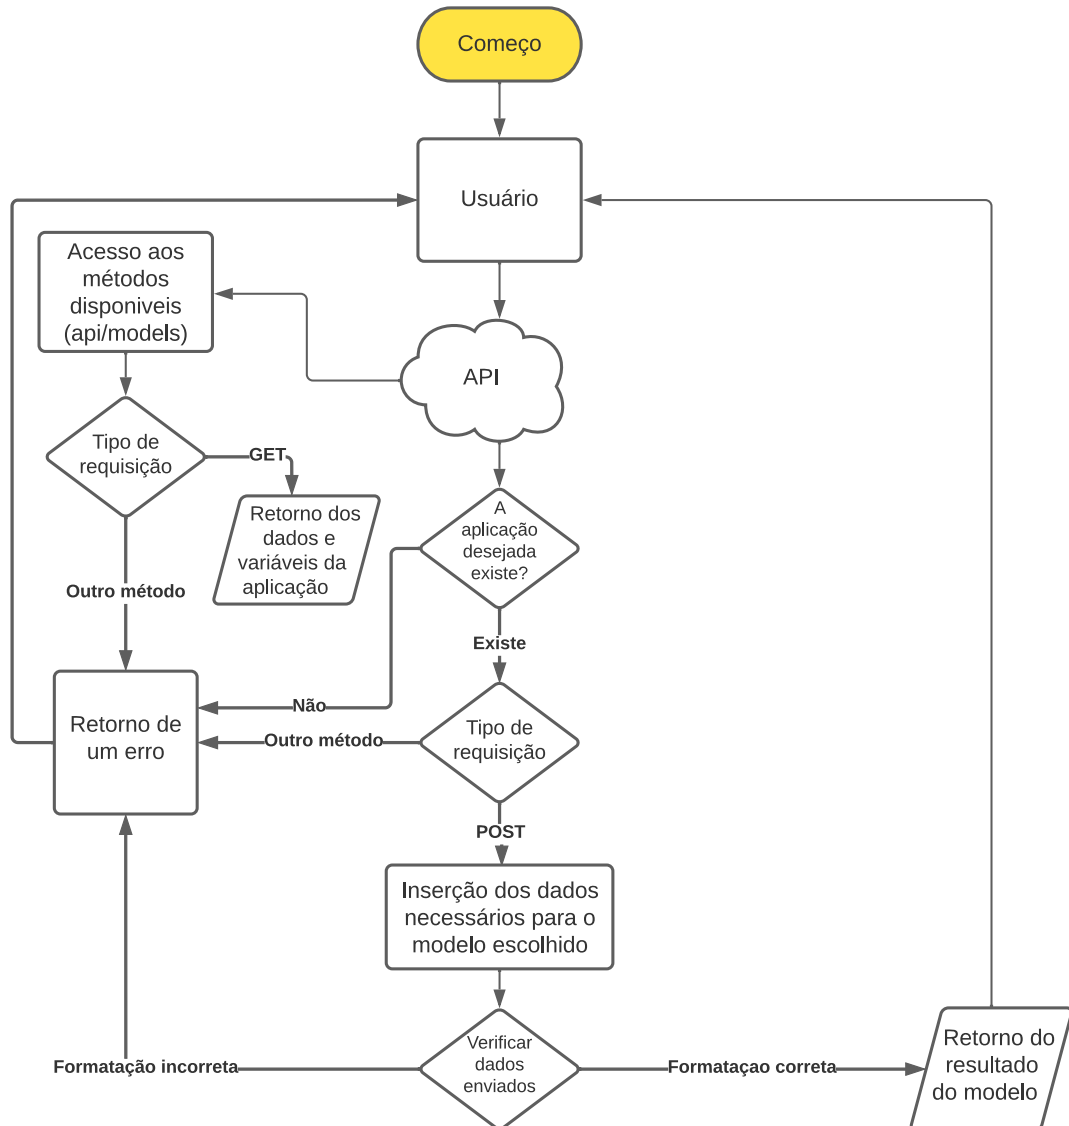 Começo
Usuário
Acesso aos
métodos
disponiveis
(api/models)
API
Tipo de
requisição
GET
Retorno dos
dados e
variáveis da
aplicação
A
aplicação
desejada
existe?
Outro método
Existe
Não
Retorno de
um erro
Outro método
Tipo de
requisição
POST
Inserção dos dados
necessários para o
modelo escolhido
Formatação incorreta
Verificar
dados
enviados
Formataçao correta
Retorno do
resultado
do modelo